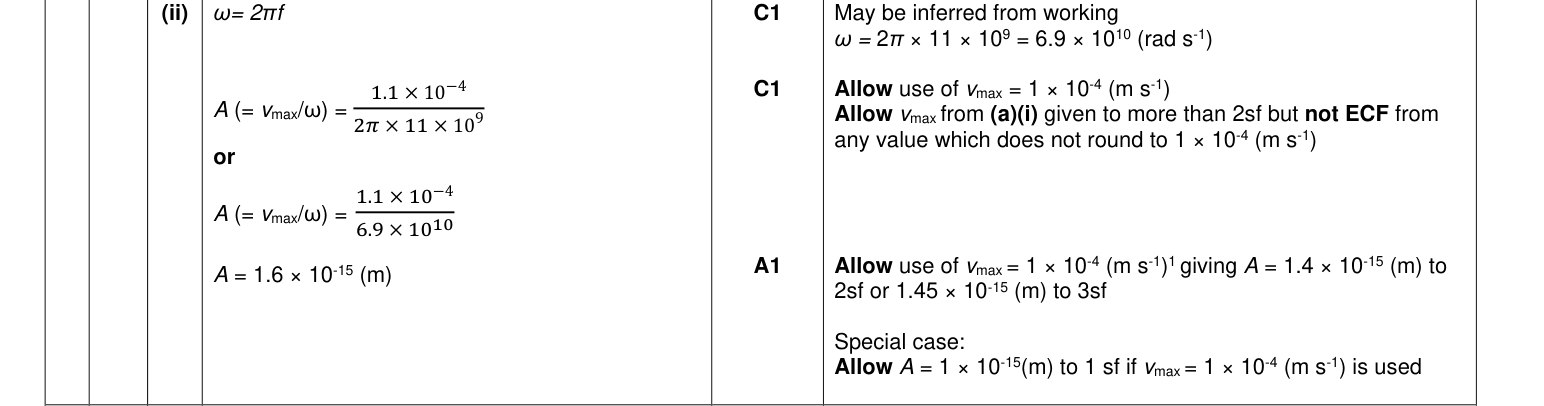 (ii) ω= 2πf C1 May be inferred from working
ω = 2π × 11 × 10⁹ = 6.9 × 10¹⁰ (rad s⁻¹)
A (= vₘₐₓ/ω) = 1.1 × 10⁻⁴ / 2π × 11 × 10⁹ C1 Allow use of vₘₐₓ = 1 × 10⁻⁴ (m s⁻¹)
Allow vₘₐₓ from (a)(i) given to more than 2sf but not ECF from
or any value which does not round to 1 × 10⁻⁴ (m s⁻¹)
A (= vₘₐₓ/ω) = 1.1 × 10⁻⁴ / 6.9 × 10¹⁰
A = 1.6 × 10⁻¹⁵ (m) A1 Allow use of vₘₐₓ = 1 × 10⁻⁴ (m s⁻¹)¹ giving A = 1.4 × 10⁻¹⁵ (m) to
2sf or 1.45 × 10⁻¹⁵ (m) to 3sf
Special case:
Allow A = 1 × 10⁻¹⁵(m) to 1 sf if vₘₐₓ = 1 × 10⁻⁴ (m s⁻¹) is used